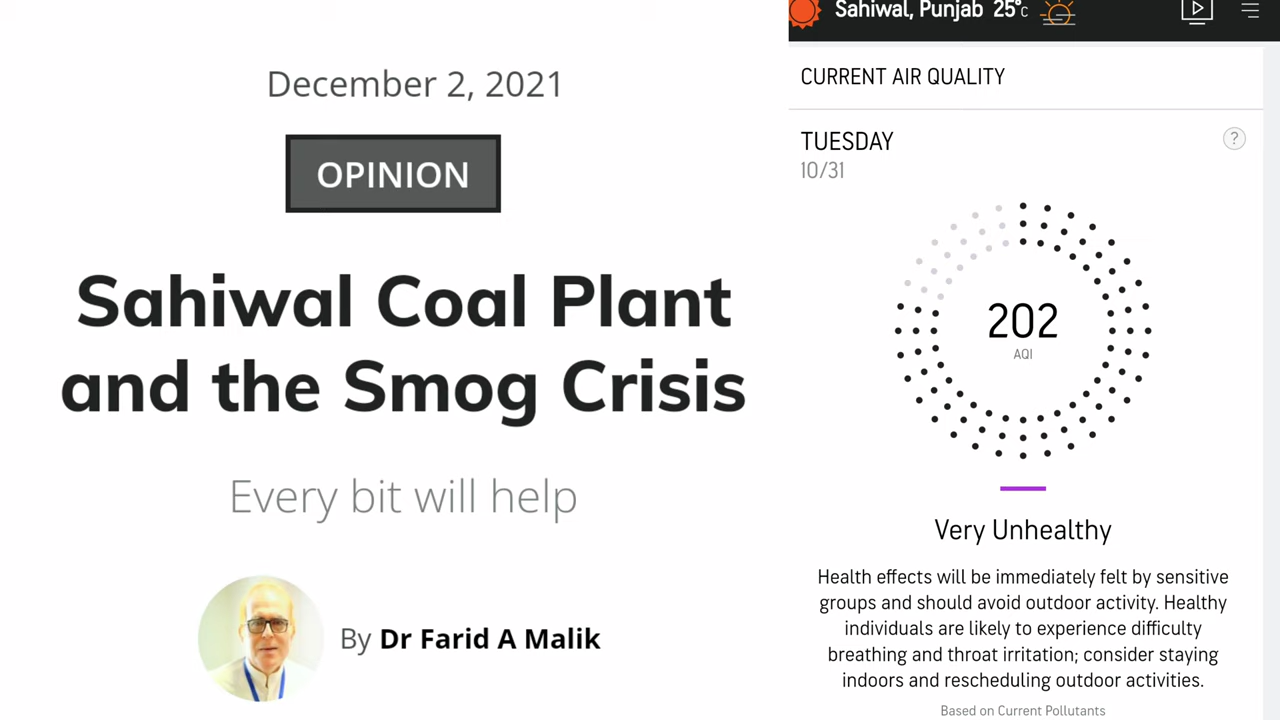 December 2, 2021
OPINION
Sahiwal Coal Plant
and the Smog Crisis
Every bit will help
By Dr Farid A Malik
Sahiwal, Punjab 25°c
CURRENT AIR QUALITY
TUESDAY
10/31
?
202
AQI
Very Unhealthy
Health effects will be immediately felt by sensitive
groups and should avoid outdoor activity. Healthy
individuals are likely to experience difficulty
breathing and throat irritation; consider staying
indoors and rescheduling outdoor activities.
Based on Current Pollutants